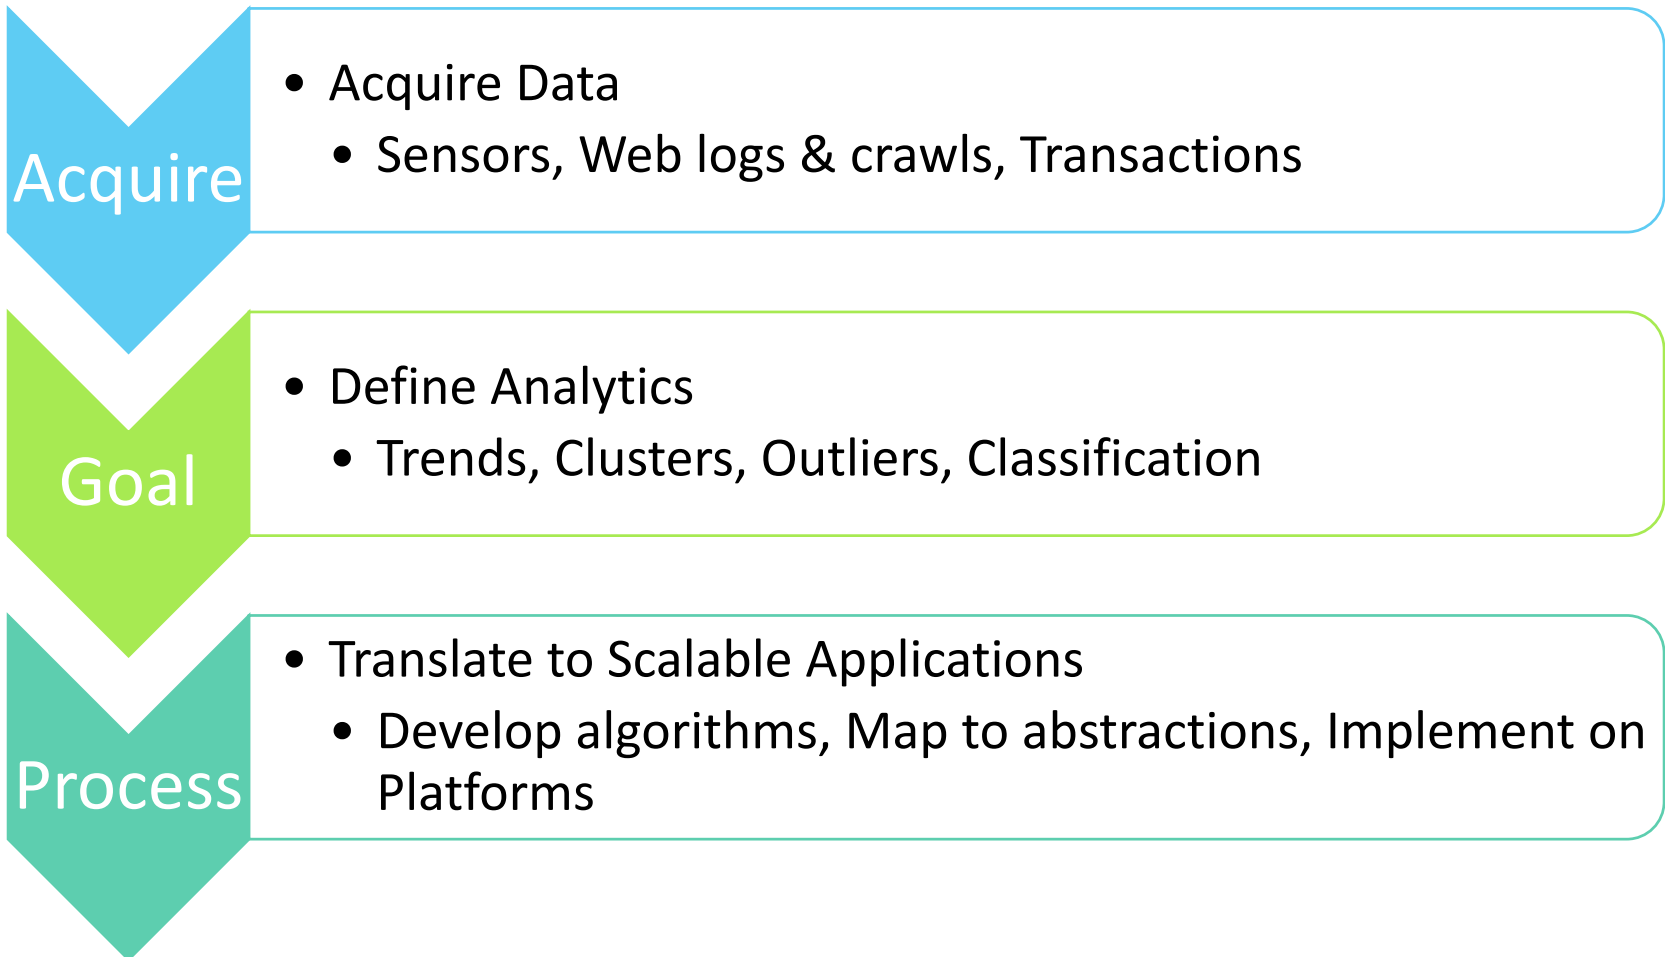 Acquire
• Acquire Data
• Sensors, Web logs & crawls, Transactions
Goal
• Define Analytics
• Trends, Clusters, Outliers, Classification
Process
• Translate to Scalable Applications
• Develop algorithms, Map to abstractions, Implement on
Platforms